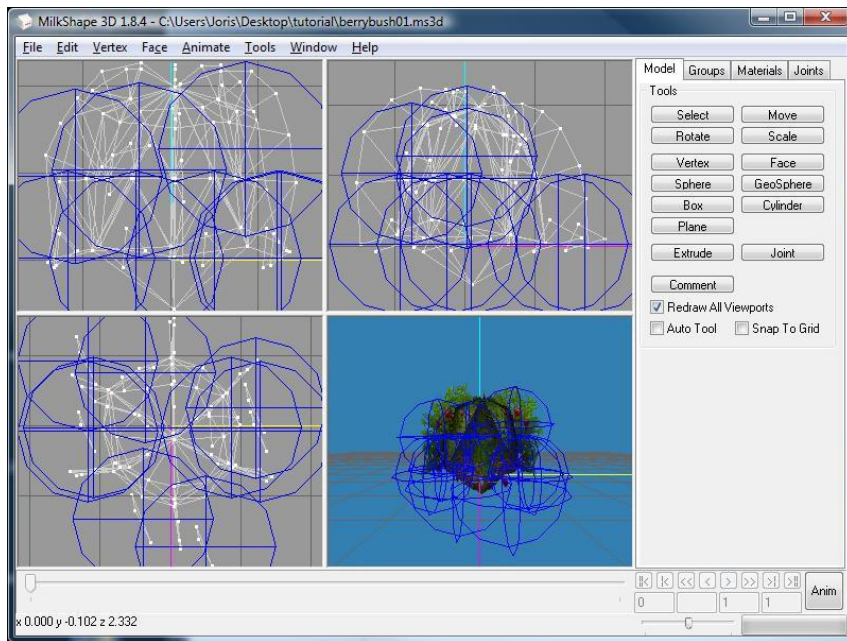 MilkShape 3D 1.8.4 - C:\Users\Joris\Desktop\tutorial\berrybush01.ms3d
File Edit Vertex Face Animate Tools Window Help
Model Groups Materials Joints
Tools
Select Move
Rotate Scale
Vertex Face
Sphere GeoSphere
Box Cylinder
Plane
Extrude Joint
Comment
Redraw All Viewports
Auto Tool Snap To Grid
|< |< << < > >> >| >|
0 1 1 Anim
x 0.000 y -0.102 z 2.332